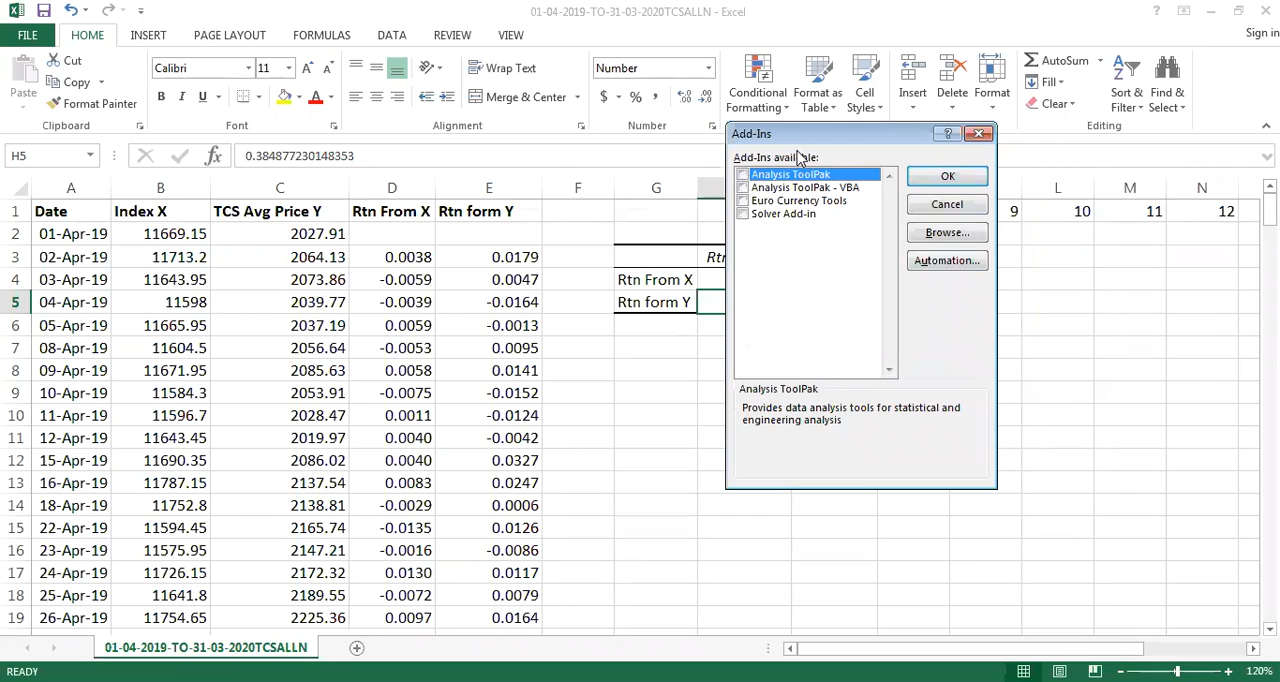 01-04-2019-TO-31-03-2020TCSALLN - Excel
FILE HOME INSERT PAGE LAYOUT FORMULAS DATA REVIEW VIEW Sign in
Paste
Cut
Copy
Format Painter
Clipboard
Calibri 11
B I U
Font
Wrap Text
Merge & Center
Alignment
Number
$ % ,
Number
Conditional Formatting
Format as Table
Cell Styles
Insert
Delete
Format
AutoSum
Fill
Clear
Sort & Filter
Find & Select
Editing
H5 fx 0.384877230148353
A B C D E F G L M N
1 Date Index X TCS Avg Price Y Rtn From X Rtn form Y 9 10 11 12
2 01-Apr-19 11669.15 2027.91
3 02-Apr-19 11713.2 2064.13 0.0038 0.0179
4 03-Apr-19 11643.95 2073.86 -0.0059 0.0047 Rtn From X
5 04-Apr-19 11598 2039.77 -0.0039 -0.0164 Rtn form Y
6 05-Apr-19 11665.95 2037.19 0.0059 -0.0013
7 08-Apr-19 11604.5 2056.64 -0.0053 0.0095
8 09-Apr-19 11671.95 2085.63 0.0058 0.0141
9 10-Apr-19 11584.3 2053.91 -0.0075 -0.0152
10 11-Apr-19 11596.7 2028.47 0.0011 -0.0124
11 12-Apr-19 11643.45 2019.97 0.0040 -0.0042
12 15-Apr-19 11690.35 2086.02 0.0040 0.0327
13 16-Apr-19 11787.15 2137.54 0.0083 0.0247
14 18-Apr-19 11752.8 2138.81 -0.0029 0.0006
15 22-Apr-19 11594.45 2165.74 -0.0135 0.0126
16 23-Apr-19 11575.95 2147.21 -0.0016 -0.0086
17 24-Apr-19 11726.15 2172.32 0.0130 0.0117
18 25-Apr-19 11641.8 2189.55 -0.0072 0.0079
19 26-Apr-19 11754.65 2225.36 0.0097 0.0164
Add-Ins
Add-Ins available:
Analysis ToolPak
Analysis ToolPak - VBA
Euro Currency Tools
Solver Add-in
OK
Cancel
Browse...
Automation...
Analysis ToolPak
Provides data analysis tools for statistical and
engineering analysis
01-04-2019-TO-31-03-2020TCSALLN
READY 120%